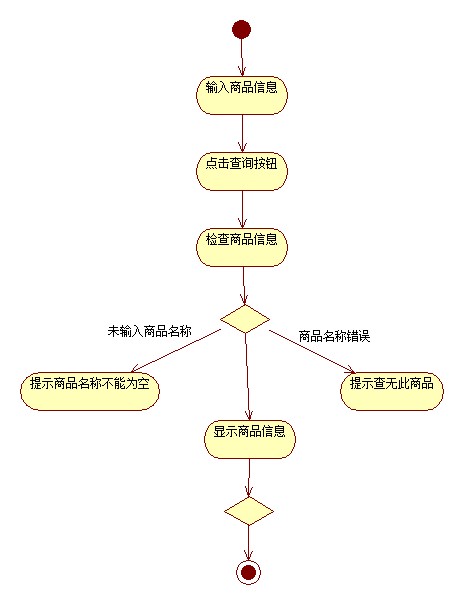 输入商品信息
点击查询按钮
检查商品信息
未输入商品名称
商品名称错误
提示商品名称不能为空
提示查无此商品
显示商品信息